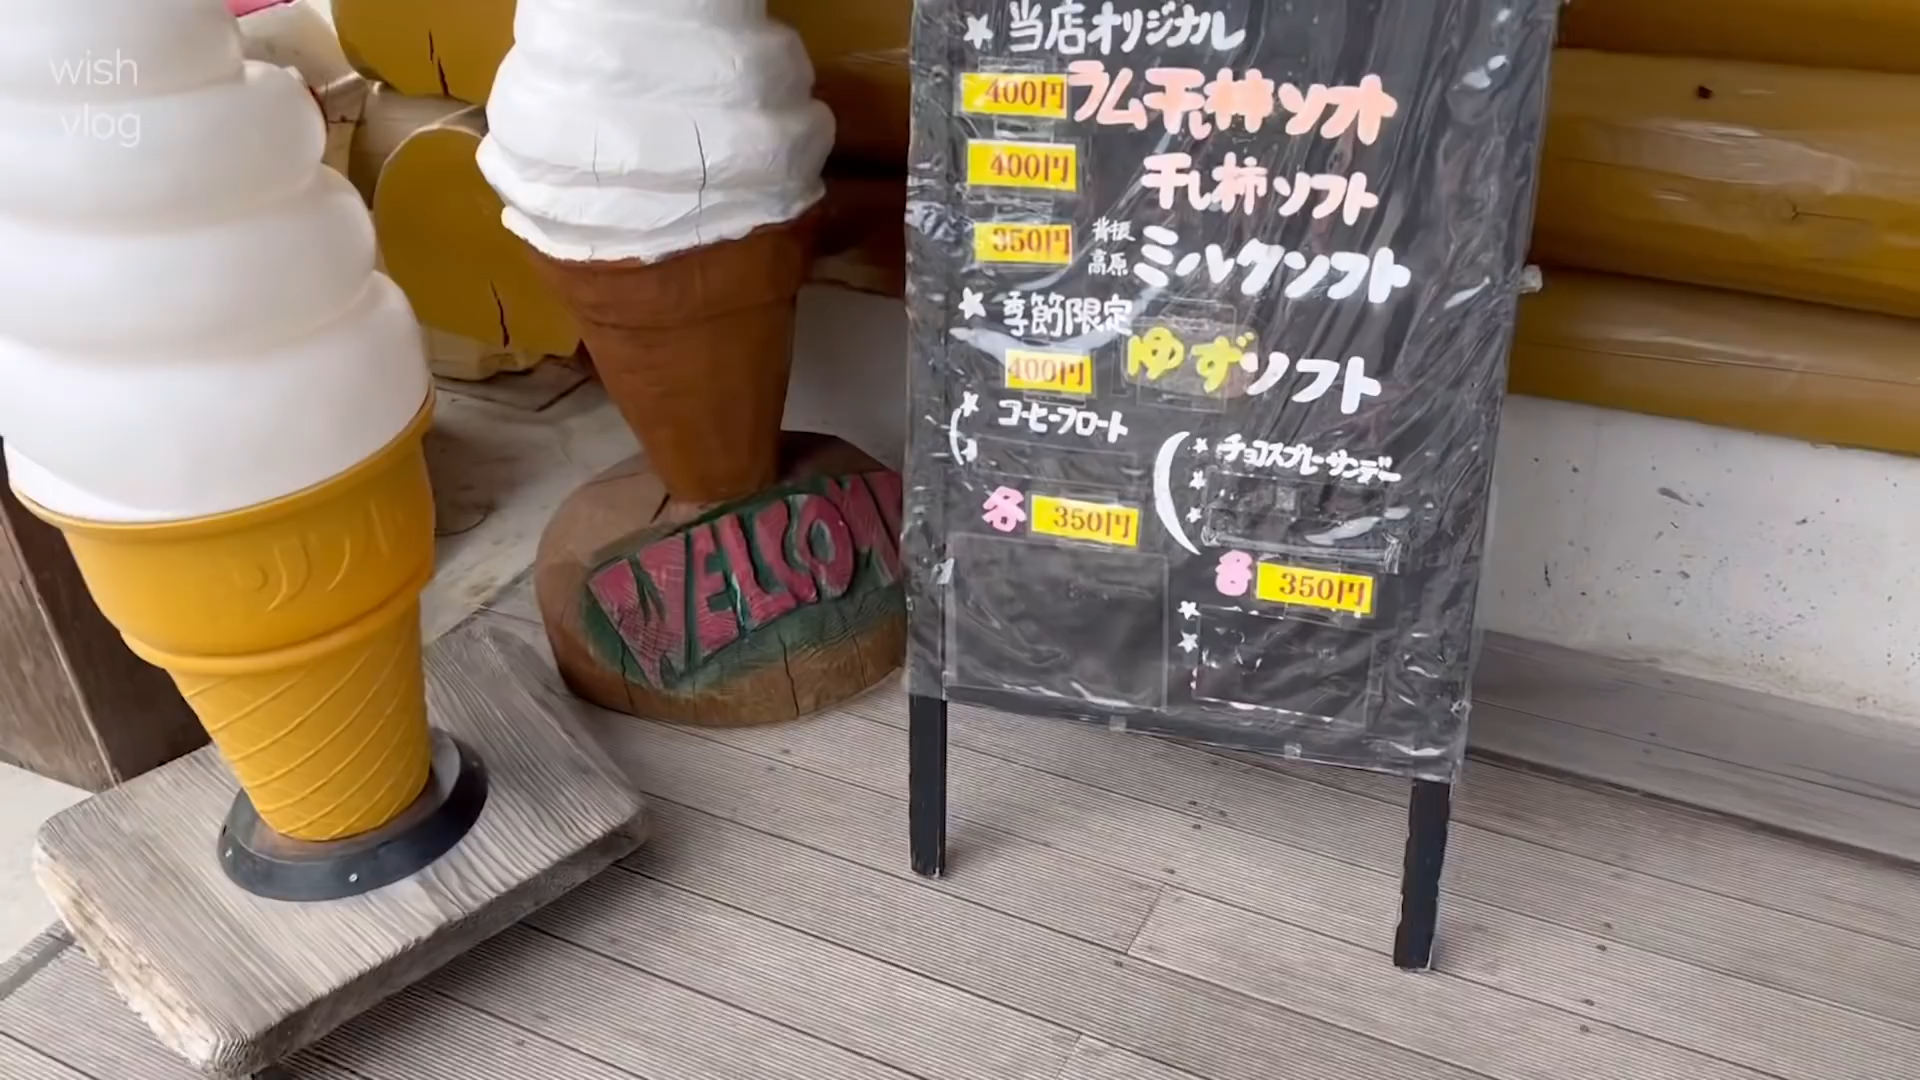 wish
vlog
当店オリジナル
400円 ラム干し柿ソフト
400円 干し柿ソフト
350円 背振高原 ミルクソフト
季節限定
400円 ゆずソフト
コーヒーフロート
チョコスプレーサンデー
各 350円
各 350円
WELCOM